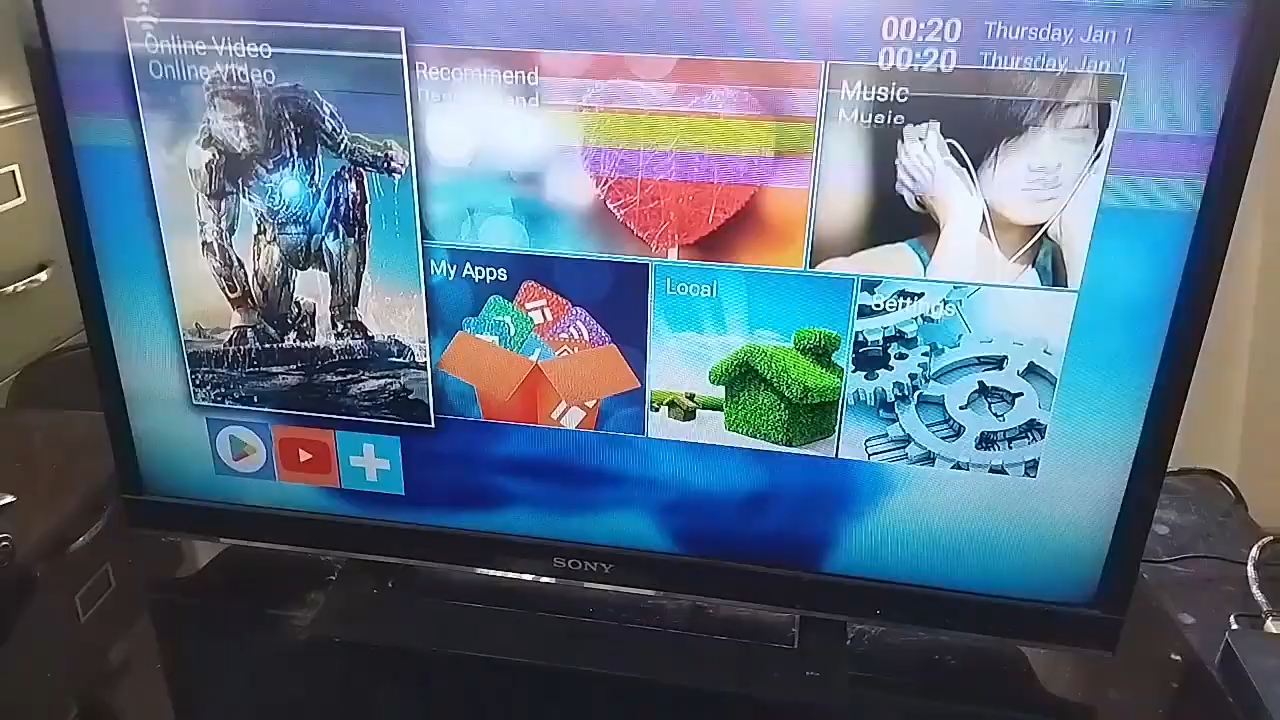 00:20 Thursday, Jan 1
00:20 Thursday, Jan 1
Online Video
Online Video
Recommend
Music
Music
My Apps
Local
Settings
SONY